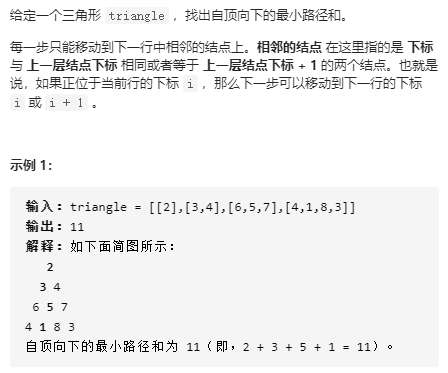 给定一个三角形 triangle ，找出自顶向下的最小路径和。
每一步只能移动到下一行中相邻的结点上。相邻的结点 在这里指的是 下标
与 上一层结点下标 相同或者等于 上一层结点下标 + 1 的两个结点。也就是
说，如果正位于当前行的下标 i ，那么下一步可以移动到下一行的下标
i 或 i + 1 。
示例 1：
输入：triangle = [[2],[3,4],[6,5,7],[4,1,8,3]]
输出：11
解释：如下面简图所示：
2
3 4
6 5 7
4 1 8 3
自顶向下的最小路径和为 11（即，2 + 3 + 5 + 1 = 11）。